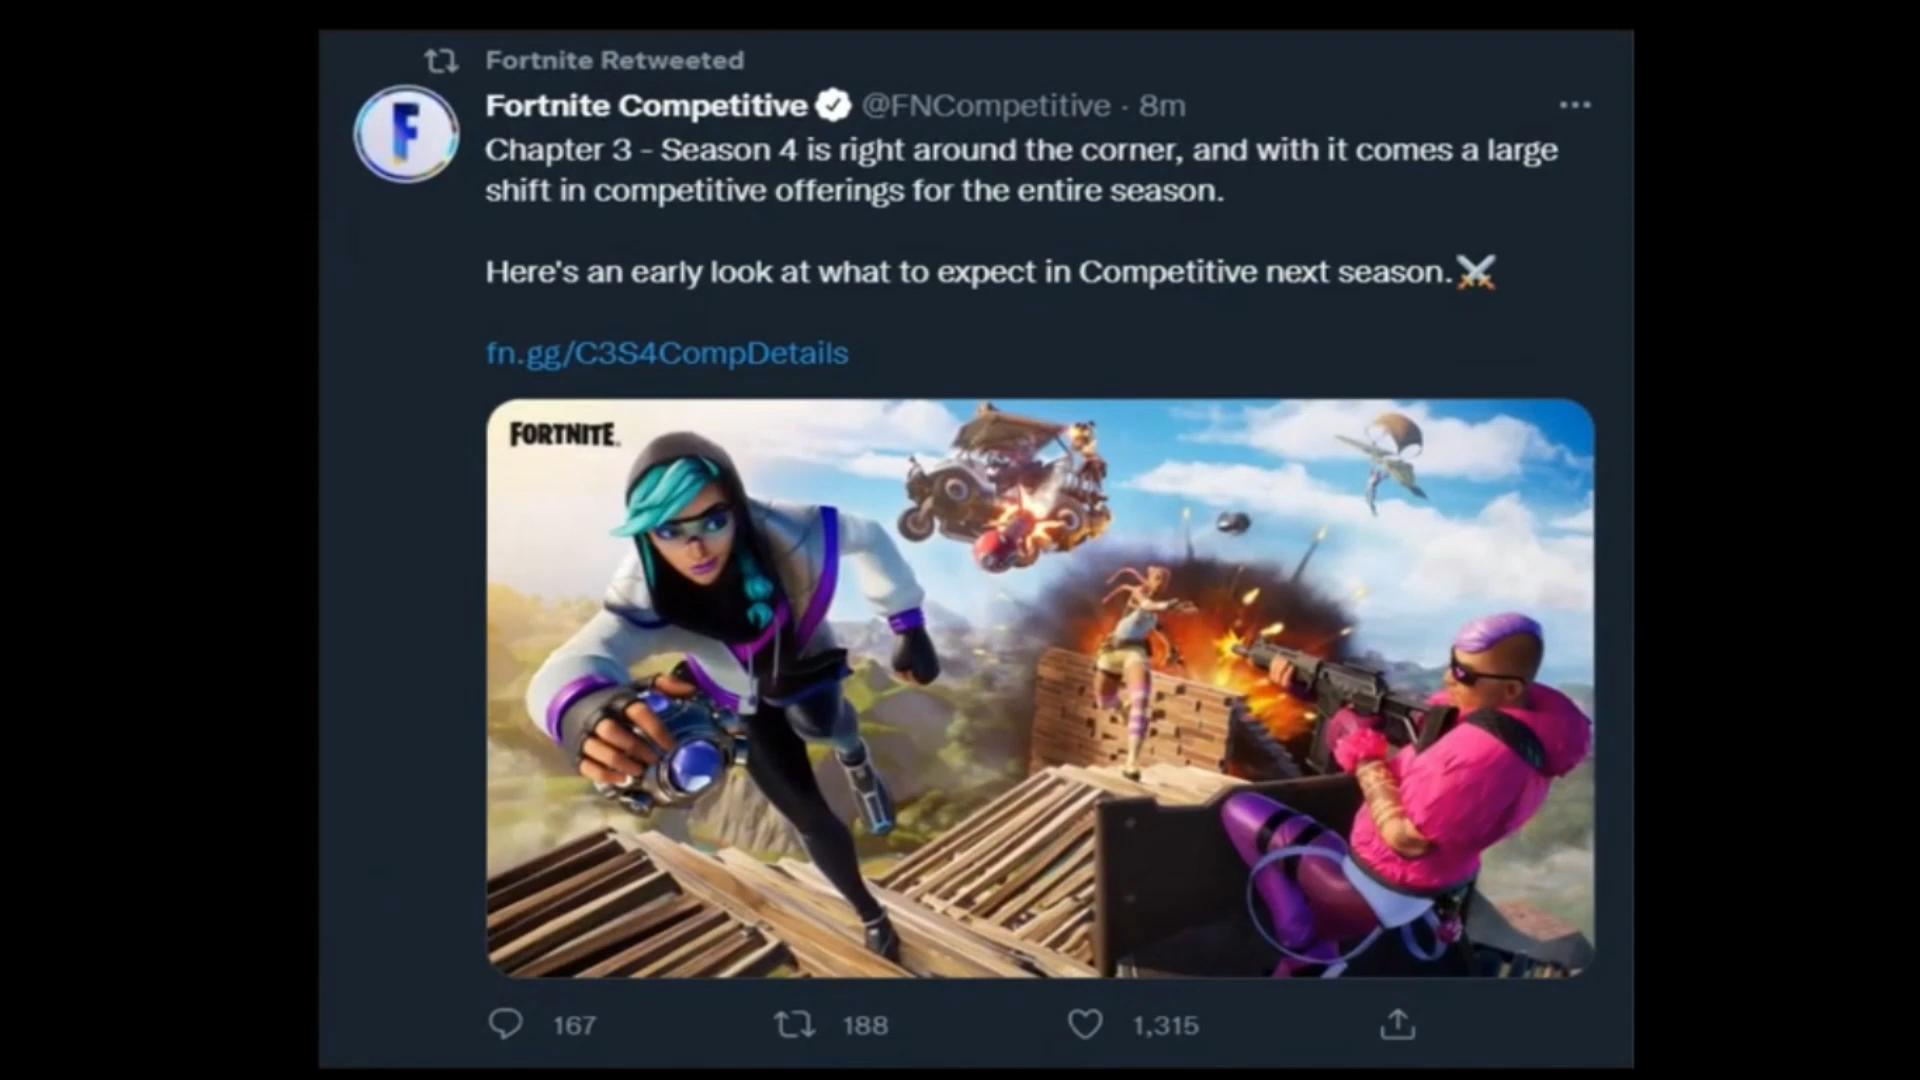 Fortnite Retweeted
Fortnite Competitive @FNCompetitive · 8m
Chapter 3 - Season 4 is right around the corner, and with it comes a large
shift in competitive offerings for the entire season.
Here's an early look at what to expect in Competitive next season.⚔️
fn.gg/C3S4CompDetails
FORTNITE
167 188 1,315